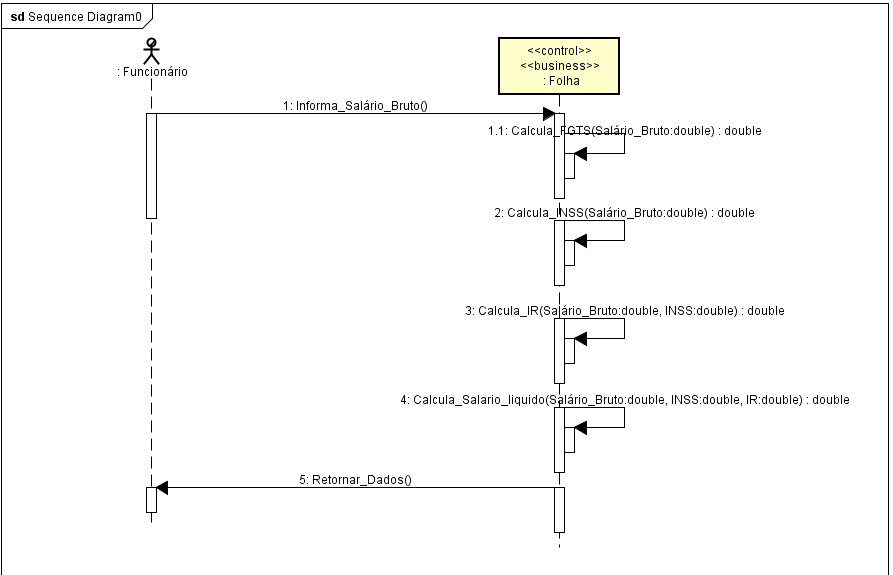 sd Sequence Diagram0
<<control>>
<<business>>
: Funcionário
: Folha
1: Informa_Salário_Bruto()
1.1: Calcula_FGTS(Salário_Bruto:double) : double
2: Calcula_INSS(Salário_Bruto:double) : double
3: Calcula_IR(Salário_Bruto:double, INSS:double) : double
4: Calcula_Salario_liquido(Salário_Bruto:double, INSS:double, IR:double) : double
5: Retornar_Dados()